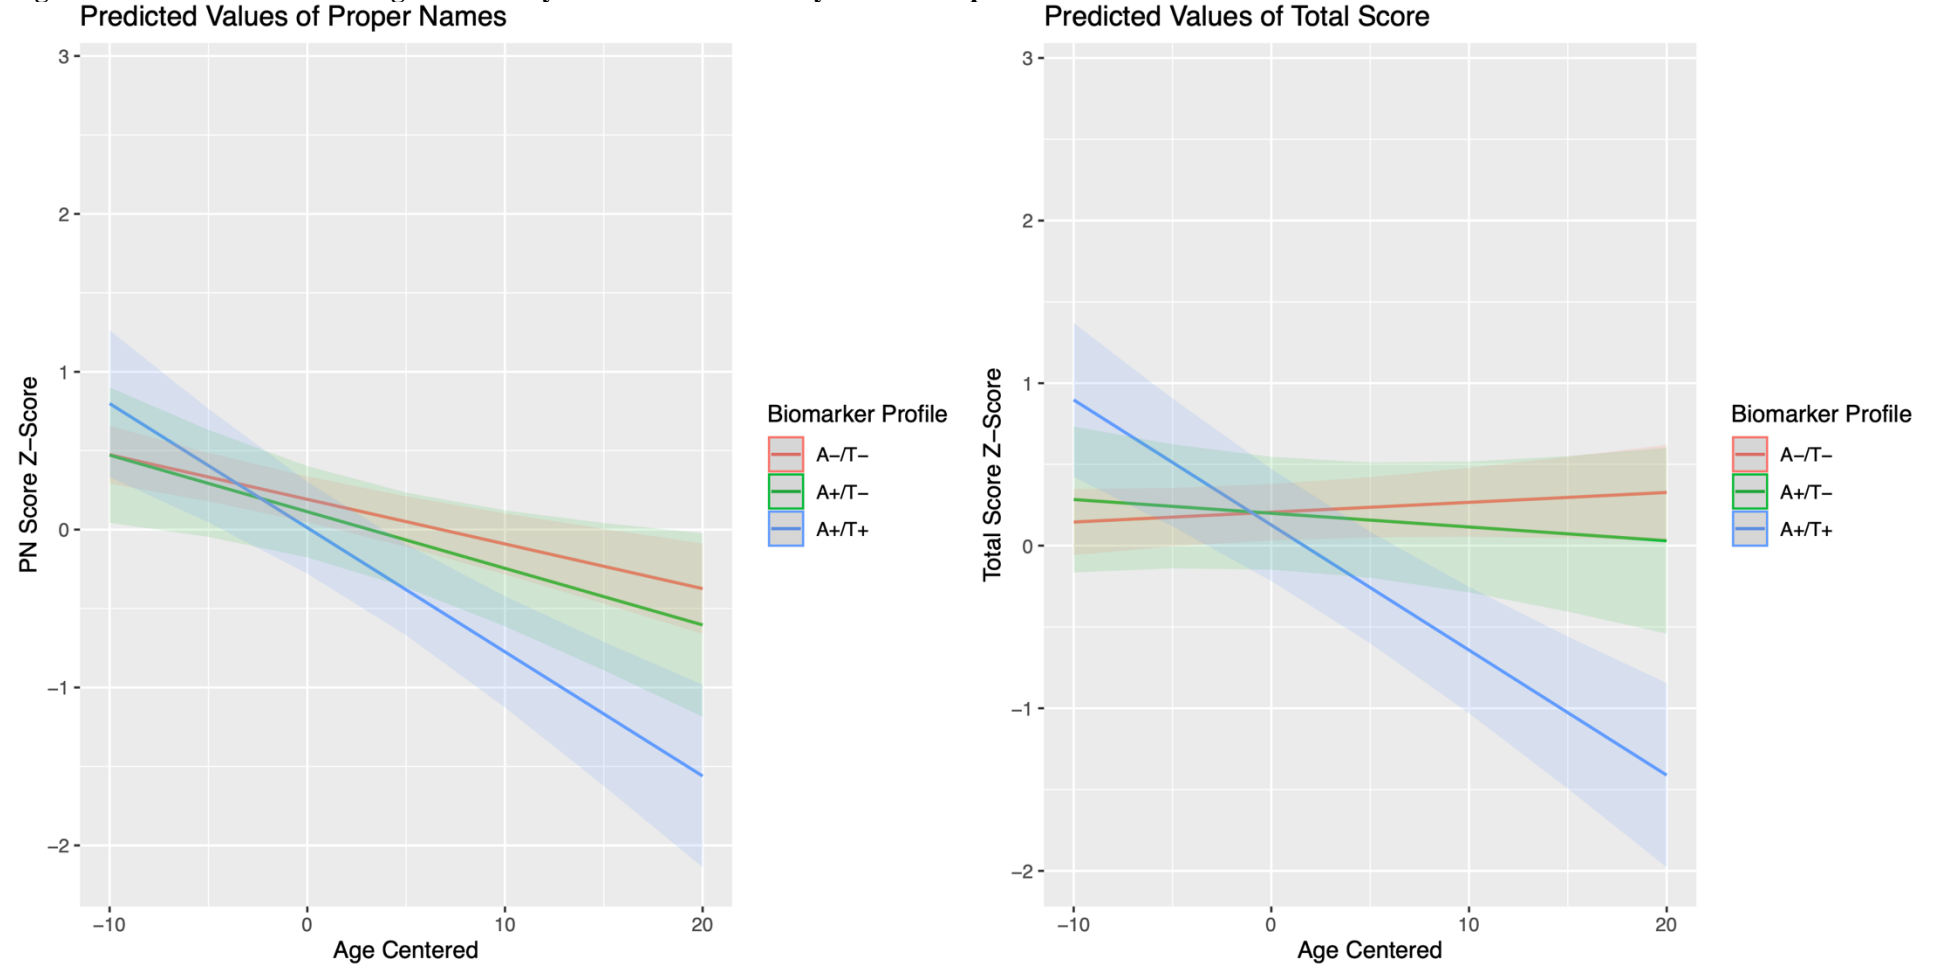 Predicted Values of Proper Names
3
2
1
0
−1
−2
PN Score Z−Score
−10
0
10
20
Age Centered
Biomarker Profile
A−/T−
A+/T−
A+/T+
Predicted Values of Total Score
3
2
1
0
−1
−2
Total Score Z−Score
−10
0
10
20
Age Centered
Biomarker Profile
A−/T−
A+/T−
A+/T+